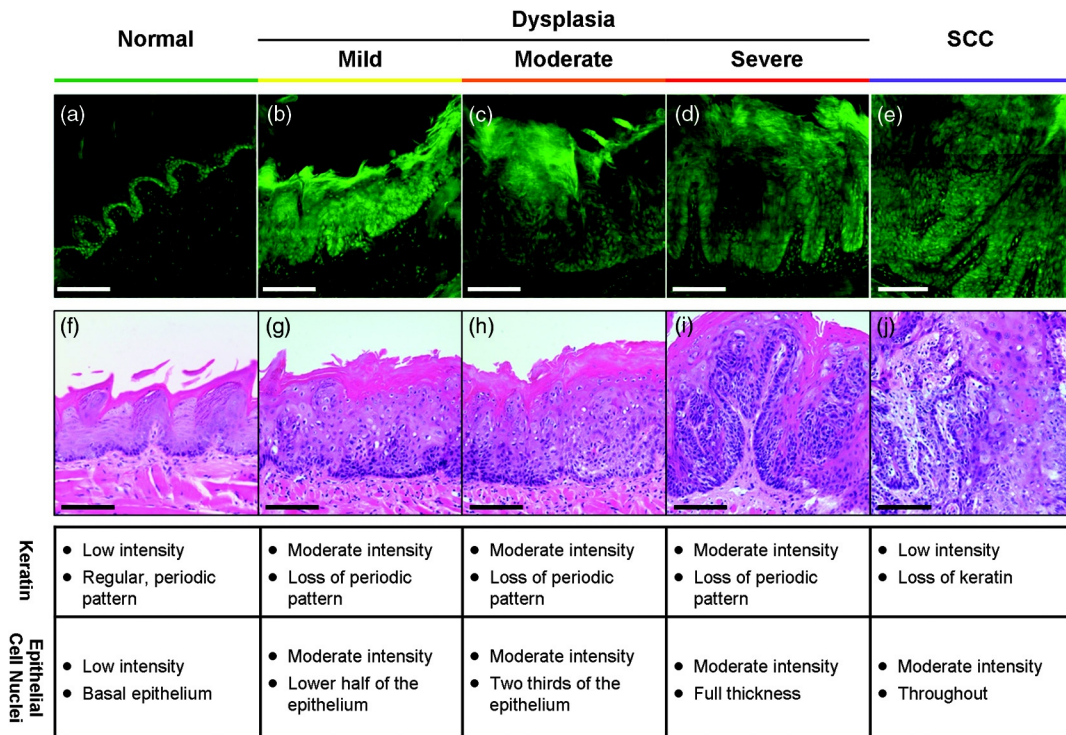 Normal
Dysplasia
Mild
Moderate
Severe
SCC
(a)
(b)
(c)
(d)
(e)
(f)
(g)
(h)
(i)
(j)
Keratin
• Low intensity
• Regular, periodic
pattern
• Moderate intensity
• Loss of periodic
pattern
• Moderate intensity
• Loss of periodic
pattern
• Moderate intensity
• Loss of periodic
pattern
• Low intensity
• Loss of keratin
Epithelial
Cell Nuclei
• Low intensity
• Basal epithelium
• Moderate intensity
• Lower half of the
epithelium
• Moderate intensity
• Two thirds of the
epithelium
• Moderate intensity
• Full thickness
• Moderate intensity
• Throughout